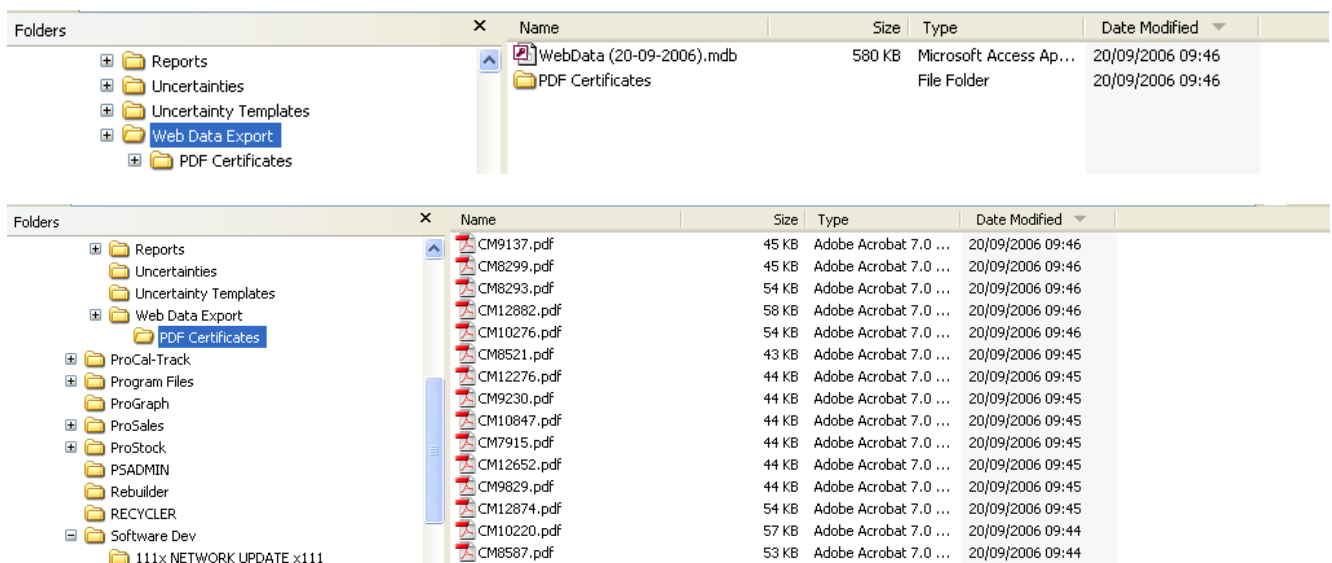 Folders × Name Size Type Date Modified
Reports WebData (20-09-2006).mdb 580 KB Microsoft Access Ap... 20/09/2006 09:46
Uncertainties PDF Certificates File Folder 20/09/2006 09:46
Uncertainty Templates
Web Data Export
PDF Certificates
Folders × Name Size Type Date Modified
Reports CM9137.pdf 45 KB Adobe Acrobat 7.0 ... 20/09/2006 09:46
Uncertainties CM8299.pdf 45 KB Adobe Acrobat 7.0 ... 20/09/2006 09:46
Uncertainty Templates CM8293.pdf 54 KB Adobe Acrobat 7.0 ... 20/09/2006 09:46
Web Data Export CM12882.pdf 58 KB Adobe Acrobat 7.0 ... 20/09/2006 09:46
PDF Certificates CM10276.pdf 54 KB Adobe Acrobat 7.0 ... 20/09/2006 09:46
ProCal-Track CM8521.pdf 43 KB Adobe Acrobat 7.0 ... 20/09/2006 09:45
Program Files CM12276.pdf 44 KB Adobe Acrobat 7.0 ... 20/09/2006 09:45
ProGraph CM9230.pdf 44 KB Adobe Acrobat 7.0 ... 20/09/2006 09:45
ProSales CM10847.pdf 44 KB Adobe Acrobat 7.0 ... 20/09/2006 09:45
ProStock CM7915.pdf 44 KB Adobe Acrobat 7.0 ... 20/09/2006 09:45
PSADMIN CM12652.pdf 44 KB Adobe Acrobat 7.0 ... 20/09/2006 09:45
Rebuilder CM9829.pdf 44 KB Adobe Acrobat 7.0 ... 20/09/2006 09:45
RECYCLER CM12874.pdf 54 KB Adobe Acrobat 7.0 ... 20/09/2006 09:45
Software Dev CM10220.pdf 57 KB Adobe Acrobat 7.0 ... 20/09/2006 09:44
111x NETWORK UPDATE x111 CM8587.pdf 53 KB Adobe Acrobat 7.0 ... 20/09/2006 09:44